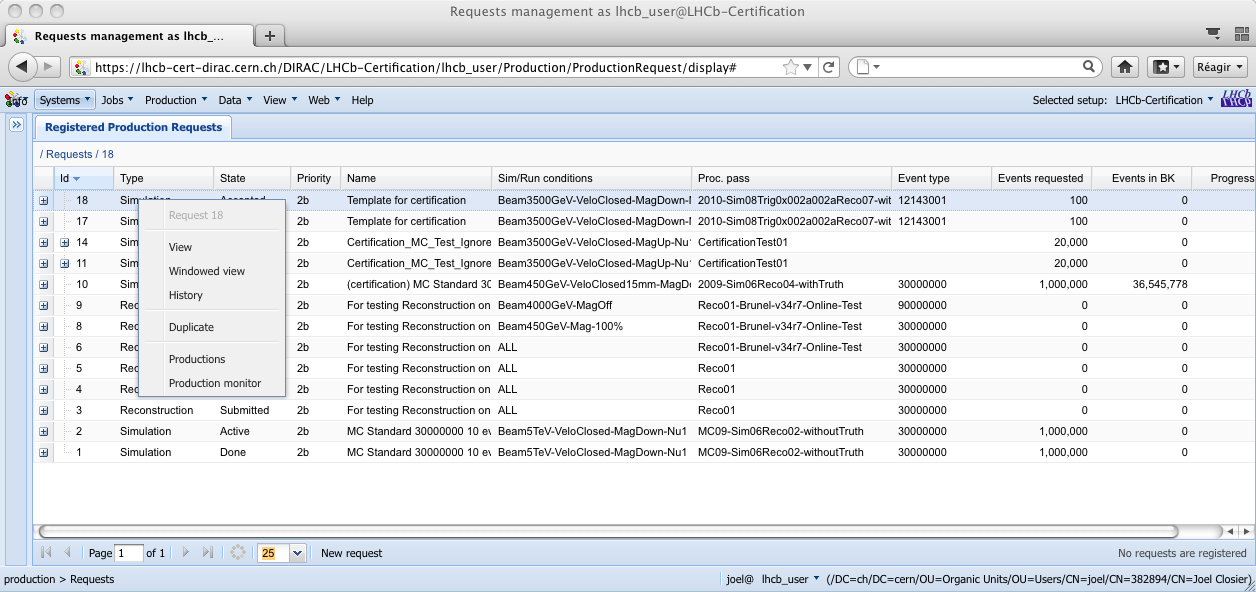 Requests management as lhcb_user@LHCb-Certification
Requests management as lhcb_...
https://lhcb-cert-dirac.cern.ch/DIRAC/LHCb-Certification/lhcb_user/Production/ProductionRequest/display#
Réagir
Systems Jobs Production Data View Web Help Selected setup: LHCb-Certification LHCb
Registered Production Requests
/ Requests / 18
Id Type State Priority Name Sim/Run conditions Proc. pass Event type Events requested Events in BK Progress
18 2b Template for certification Beam3500GeV-VeloClosed-MagDown-N 2010-Sim08Trig0x002a002aReco07-wit 12143001 100 0
17 Sim 2b Template for certification Beam3500GeV-VeloClosed-MagDown-N 2010-Sim08Trig0x002a002aReco07-wit 12143001 100 0
14 Sim 2b Certification_MC_Test_Ignore Beam3500GeV-VeloClosed-MagUp-Nu CertificationTest01 20,000 0
11 Sim 2b Certification_MC_Test_Ignore Beam3500GeV-VeloClosed-MagUp-Nu CertificationTest01 20,000 0
10 Sim 2b (certification) MC Standard 30 Beam450GeV-VeloClosed15mm-MagDo 2009-Sim06Reco04-withTruth 30000000 1,000,000 36,545,778
9 Rec 2b For testing Reconstruction on Beam4000GeV-MagOff Reco01-Brunel-v34r7-Online-Test 90000000 0 0
8 Rec 2b For testing Reconstruction on Beam450GeV-Mag-100% Reco01-Brunel-v34r7-Online-Test 30000000 0 0
6 Rec 2b For testing Reconstruction on ALL Reco01-Brunel-v34r7-Online-Test 30000000 0 0
5 Rec 2b For testing Reconstruction on ALL Reco01 30000000 0 0
4 Rec 2b For testing Reconstruction on ALL Reco01 30000000 0 0
3 Reconstruction Submitted 2b For testing Reconstruction on ALL Reco01 30000000 0 0
2 Simulation Active 2b MC Standard 30000000 10 ev Beam5TeV-VeloClosed-MagDown-Nu1 MC09-Sim06Reco02-withoutTruth 30000000 1,000,000 0
1 Simulation Done 2b MC Standard 30000000 10 ev Beam5TeV-VeloClosed-MagDown-Nu1 MC09-Sim06Reco02-withoutTruth 30000000 1,000,000 0
Request 18
View
Windowed view
History
Duplicate
Productions
Production monitor
Page 1 of 1 25 New request No requests are registered
production > Requests joel@ lhcb_user (/DC=ch/DC=cern/OU=Organic Units/OU=Users/CN=joel/CN=382894/CN=Joel Closier)